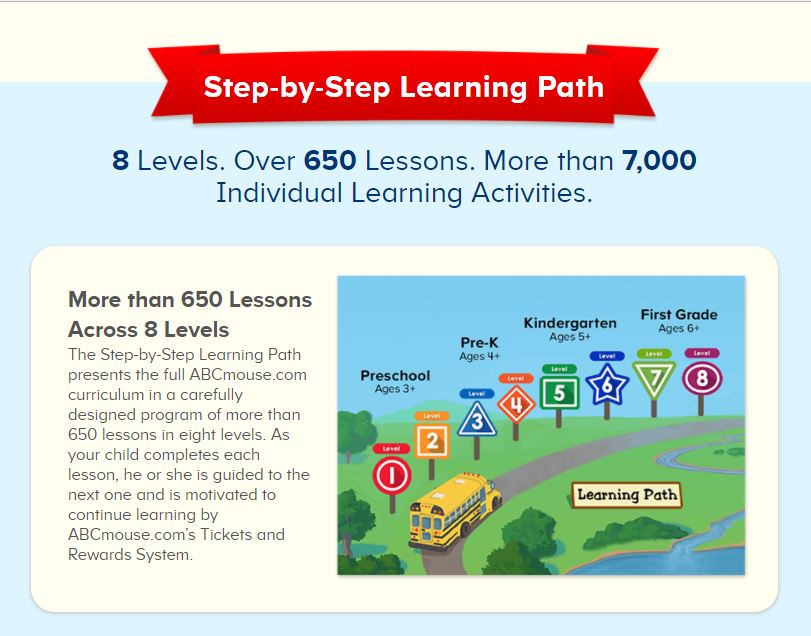 Step-by-Step Learning Path
8 Levels. Over 650 Lessons. More than 7,000
Individual Learning Activities.
More than 650 Lessons
Across 8 Levels
The Step-by-Step Learning Path
presents the full ABCmouse.com
curriculum in a carefully
designed program of more than
650 lessons in eight levels. As
your child completes each
lesson, he or she is guided to the
next one and is motivated to
continue learning by
ABCmouse.com's Tickets and
Rewards System.
Preschool
Ages 3+
Pre-K
Ages 4+
Kindergarten
Ages 5+
First Grade
Ages 6+
Level
1
Level
2
Level
3
Level
4
Level
5
Level
6
Level
7
Level
8
Learning Path